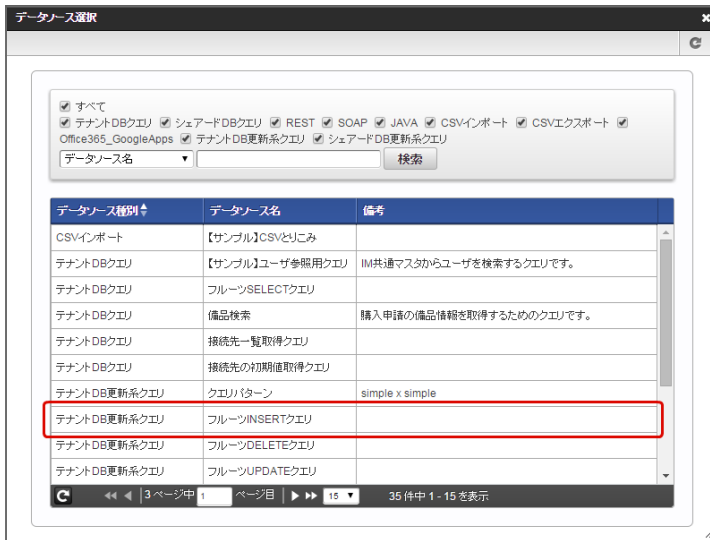 データソース選択
すべて
テナントDBクエリ シェアードDBクエリ REST SOAP JAVA CSVインポート CSVエクスポート
Office365_GoogleApps テナントDB更新系クエリ シェアードDB更新系クエリ
データソース名 検索
データソース種別 データソース名 備考
CSVインポート 【サンプル】CSVとりこみ
テナントDBクエリ 【サンプル】ユーザ参照用クエリ IM共通マスタからユーザを検索するクエリです。
テナントDBクエリ フルーツSELECTクエリ
テナントDBクエリ 備品検索 購入申請の備品情報を取得するためのクエリです。
テナントDBクエリ 接続先一覧取得クエリ
テナントDBクエリ 接続先の初期値取得クエリ
テナントDB更新系クエリ クエリパターン simple x simple
テナントDB更新系クエリ フルーツINSERTクエリ
テナントDB更新系クエリ フルーツDELETEクエリ
テナントDB更新系クエリ フルーツUPDATEクエリ
3 ページ中 1 ページ目 15 35 件中 1 - 15 を表示